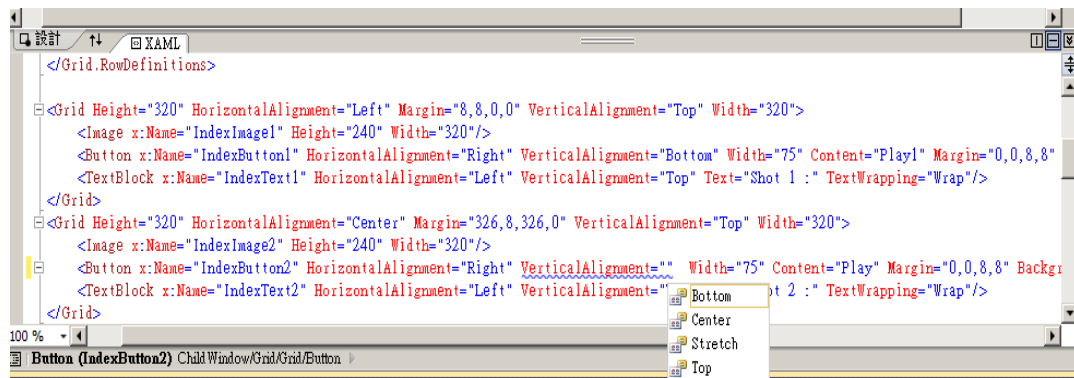 設計 XAML
</Grid.RowDefinitions>
<Grid Height="320" HorizontalAlignment="Left" Margin="8,8,0,0" VerticalAlignment="Top" Width="320">
<Image x:Name="IndexImage1" Height="240" Width="320"/>
<Button x:Name="IndexButton1" HorizontalAlignment="Right" VerticalAlignment="Bottom" Width="75" Content="Play1" Margin="0,0,8,8"
<TextBlock x:Name="IndexText1" HorizontalAlignment="Left" VerticalAlignment="Top" Text="Shot 1 :" TextWrapping="Wrap"/>
</Grid>
<Grid Height="320" HorizontalAlignment="Center" Margin="326,8,326,0" VerticalAlignment="Top" Width="320">
<Image x:Name="IndexImage2" Height="240" Width="320"/>
<Button x:Name="IndexButton2" HorizontalAlignment="Right" VerticalAlignment="" Width="75" Content="Play" Margin="0,0,8,8" Backgr
<TextBlock x:Name="IndexText2" HorizontalAlignment="Left" VerticalAlignment=" ot 2 :" TextWrapping="Wrap"/>
</Grid>
Bottom
Center
Stretch
Top
100 %
Button (IndexButton2) ChildWindow/Grid/Grid/Button